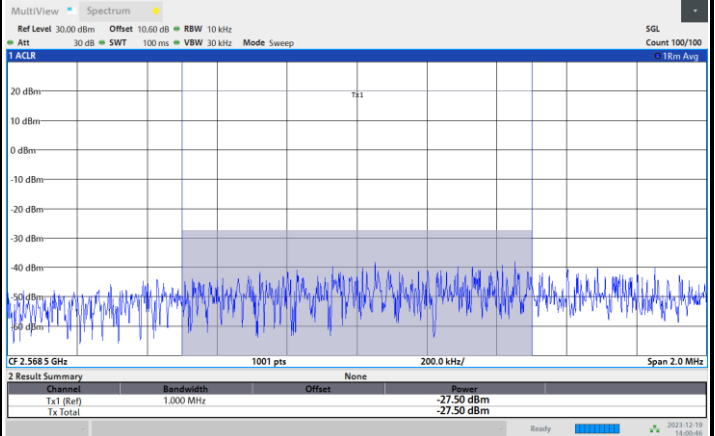 MultiView Spectrum
Ref Level 30.00 dBm Offset 10.60 dB RBW 10 kHz SGL
Att 30 dB SWT 100 ms VBW 30 kHz Mode Sweep Count 100/100
1 ACLR 1Rm Avg
20 dBm
Tx1
10 dBm
0 dBm
-10 dBm
-20 dBm
-30 dBm
-40 dBm
-50 dBm
-60 dBm
CF 2.568 5 GHz 1001 pts 200.0 kHz/ Span 2.0 MHz
2 Result Summary None
Channel Bandwidth Offset Power
Tx1 (Ref) 1.000 MHz -27.50 dBm
Tx Total -27.50 dBm
Ready 2023-12-19
14:00:46